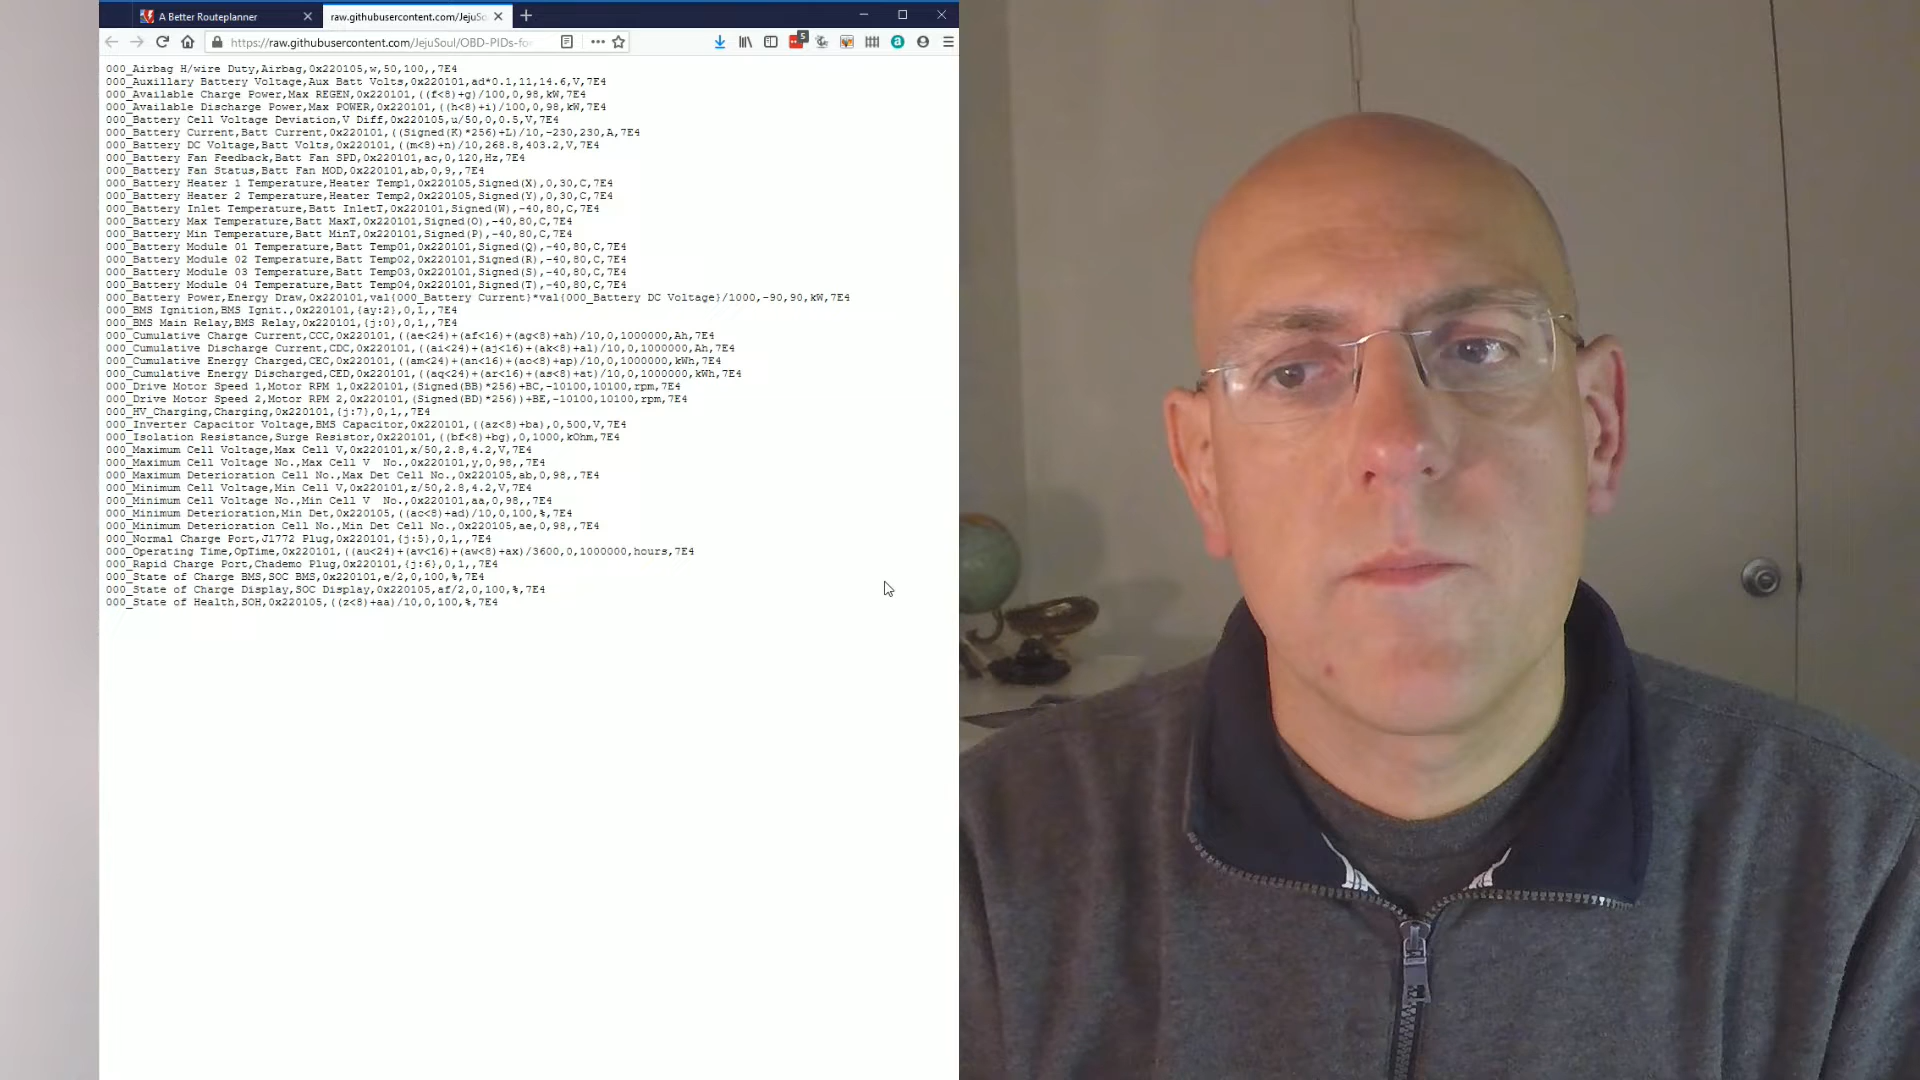 A Better Routeplanner
raw.githubusercontent.com/JejuSo
https://raw.githubusercontent.com/JejuSoul/OBD-PIDs-fo
5
000_Airbag H/wire Duty,Airbag,0x220105,w,50,100,,7E4
000_Auxillary Battery Voltage,Aux Batt Volts,0x220101,ad*0.1,11,14.6,V,7E4
000_Available Charge Power,Max REGEN,0x220101,((f<8)+g)/100,0,98,kW,7E4
000_Available Discharge Power,Max POWER,0x220101,((h<8)+i)/100,0,98,kW,7E4
000_Battery Cell Voltage Deviation,V Diff,0x220105,u/50,0,0.5,V,7E4
000_Battery Current,Batt Current,0x220101,((Signed(K)*256)+L)/10,-230,230,A,7E4
000_Battery DC Voltage,Batt Volts,0x220101,((m<8)+n)/10,268.8,403.2,V,7E4
000_Battery Fan Feedback,Batt Fan SPD,0x220101,ac,0,120,Hz,7E4
000_Battery Fan Status,Batt Fan MOD,0x220101,ab,0,9,,7E4
000_Battery Heater 1 Temperature,Heater Temp1,0x220105,Signed(X),0,30,C,7E4
000_Battery Heater 2 Temperature,Heater Temp2,0x220105,Signed(Y),0,30,C,7E4
000_Battery Inlet Temperature,Batt InletT,0x220101,Signed(W),-40,80,C,7E4
000_Battery Max Temperature,Batt MaxT,0x220101,Signed(O),-40,80,C,7E4
000_Battery Min Temperature,Batt MinT,0x220101,Signed(P),-40,80,C,7E4
000_Battery Module 01 Temperature,Batt Temp01,0x220101,Signed(Q),-40,80,C,7E4
000_Battery Module 02 Temperature,Batt Temp02,0x220101,Signed(R),-40,80,C,7E4
000_Battery Module 03 Temperature,Batt Temp03,0x220101,Signed(S),-40,80,C,7E4
000_Battery Module 04 Temperature,Batt Temp04,0x220101,Signed(T),-40,80,C,7E4
000_Battery Power,Energy Draw,0x220101,val{000_Battery Current}*val{000_Battery DC Voltage}/1000,-90,90,kW,7E4
000_BMS Ignition,BMS Ignit.,0x220101,{ay:2},0,1,,7E4
000_BMS Main Relay,BMS Relay,0x220101,{j:0},0,1,,7E4
000_Cumulative Charge Current,CCC,0x220101,((ae<24)+(af<16)+(ag<8)+ah)/10,0,1000000,Ah,7E4
000_Cumulative Discharge Current,CDC,0x220101,((ai<24)+(aj<16)+(ak<8)+al)/10,0,1000000,Ah,7E4
000_Cumulative Energy Charged,CEC,0x220101,((am<24)+(an<16)+(ao<8)+ap)/10,0,1000000,kWh,7E4
000_Cumulative Energy Discharged,CED,0x220101,((aq<24)+(ar<16)+(as<8)+at)/10,0,1000000,kWh,7E4
000_Drive Motor Speed 1,Motor RPM 1,0x220101,(Signed(BB)*256)+BC,-10100,10100,rpm,7E4
000_Drive Motor Speed 2,Motor RPM 2,0x220101,(Signed(BD)*256))+BE,-10100,10100,rpm,7E4
000_HV_Charging,Charging,0x220101,{j:7},0,1,,7E4
000_Inverter Capacitor Voltage,BMS Capacitor,0x220101,((az<8)+ba),0,500,V,7E4
000_Isolation Resistance,Surge Resistor,0x220101,((bf<8)+bg),0,1000,kOhm,7E4
000_Maximum Cell Voltage,Max Cell V,0x220101,x/50,2.8,4.2,V,7E4
000_Maximum Cell Voltage No.,Max Cell V  No.,0x220101,y,0,98,,7E4
000_Maximum Deterioration Cell No.,Max Det Cell No.,0x220105,ab,0,98,,7E4
000_Minimum Cell Voltage,Min Cell V,0x220101,z/50,2.8,4.2,V,7E4
000_Minimum Cell Voltage No.,Min Cell V  No.,0x220101,aa,0,98,,7E4
000_Minimum Deterioration,Min Det,0x220105,((ac<8)+ad)/10,0,100,%,7E4
000_Minimum Deterioration Cell No.,Min Det Cell No.,0x220105,ae,0,98,,7E4
000_Normal Charge Port,J1772 Plug,0x220101,{j:5},0,1,,7E4
000_Operating Time,OpTime,0x220101,((au<24)+(av<16)+(aw<8)+ax)/3600,0,1000000,hours,7E4
000_Rapid Charge Port,Chademo Plug,0x220101,{j:6},0,1,,7E4
000_State of Charge BMS,SOC BMS,0x220101,e/2,0,100,%,7E4
000_State of Charge Display,SOC Display,0x220105,af/2,0,100,%,7E4
000_State of Health,SOH,0x220105,((z<8)+aa)/10,0,100,%,7E4